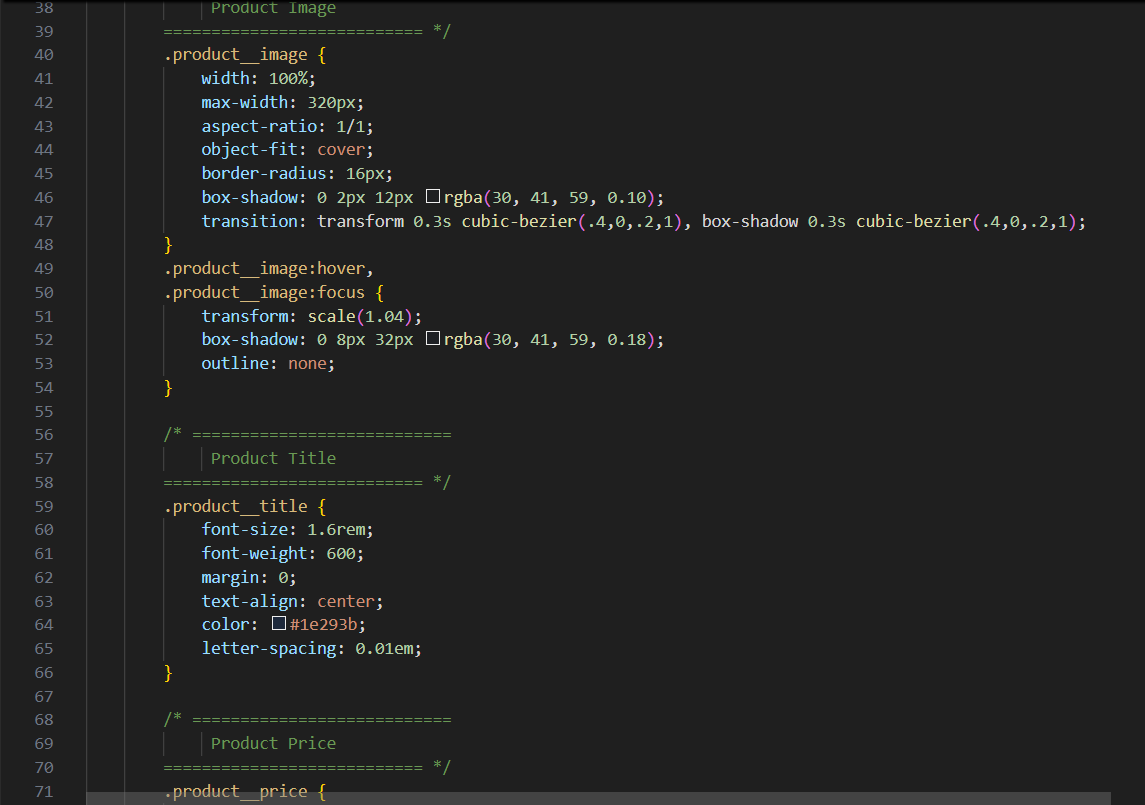 38 Product Image
39 =========================== */
40 .product__image {
41 width: 100%;
42 max-width: 320px;
43 aspect-ratio: 1/1;
44 object-fit: cover;
45 border-radius: 16px;
46 box-shadow: 0 2px 12px rgba(30, 41, 59, 0.10);
47 transition: transform 0.3s cubic-bezier(.4,0,.2,1), box-shadow 0.3s cubic-bezier(.4,0,.2,1);
48 }
49 .product__image:hover,
50 .product__image:focus {
51 transform: scale(1.04);
52 box-shadow: 0 8px 32px rgba(30, 41, 59, 0.18);
53 outline: none;
54 }
55
56 /* ===========================
57 Product Title
58 =========================== */
59 .product__title {
60 font-size: 1.6rem;
61 font-weight: 600;
62 margin: 0;
63 text-align: center;
64 color: #1e293b;
65 letter-spacing: 0.01em;
66 }
67
68 /* ===========================
69 Product Price
70 =========================== */
71 .product__price {